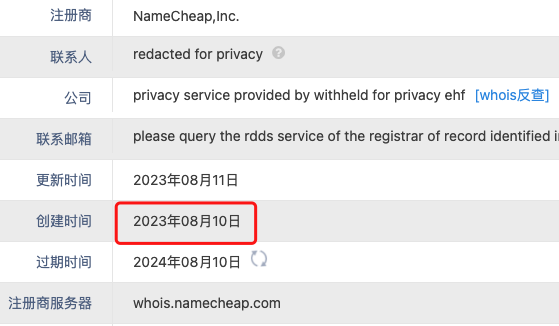 注册商 NameCheap,Inc.
联系人 redacted for privacy ?
公司 privacy service provided by withheld for privacy ehf [whois反查]
联系邮箱 please query the rdds service of the registrar of record identified i
更新时间 2023年08月11日
创建时间 2023年08月10日
过期时间 2024年08月10日
注册商服务器 whois.namecheap.com